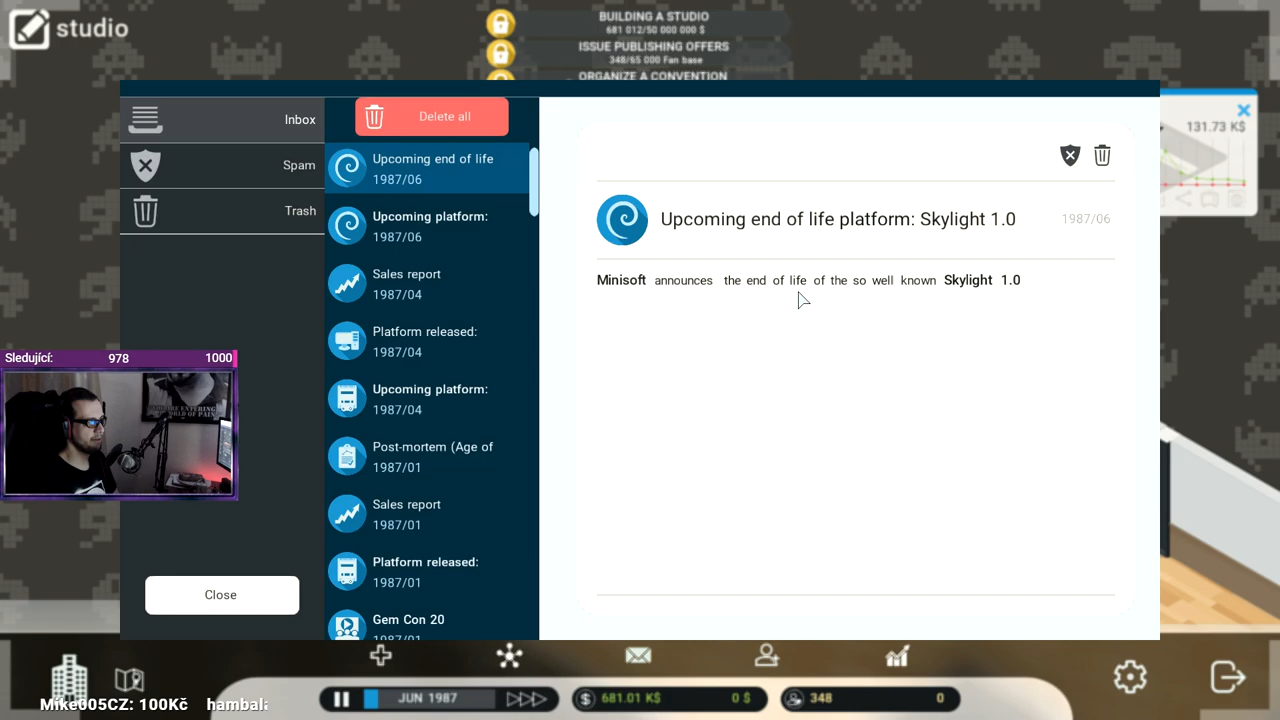 studio
BUILDING A STUDIO
681 012/50 000 000 $
ISSUE PUBLISHING OFFERS
348/65 000 Fan base
ORGANIZE A CONVENTION
131.73 K$
Inbox
Spam
Trash
Delete all
Upcoming end of life
1987/06
Upcoming platform:
1987/06
Sales report
1987/04
Platform released:
1987/04
Upcoming platform:
1987/04
Post-mortem (Age of
1987/01
Sales report
1987/01
Platform released:
1987/01
Gem Con 20
1987/01
Upcoming end of life platform: Skylight 1.0
1987/06
Minisoft announces the end of life of the so well known Skylight 1.0
Sledující: 978 1000
Close
JUN 1987
681.01 K$ 0 $
348 0
Mike005CZ: 100Kč hambal: